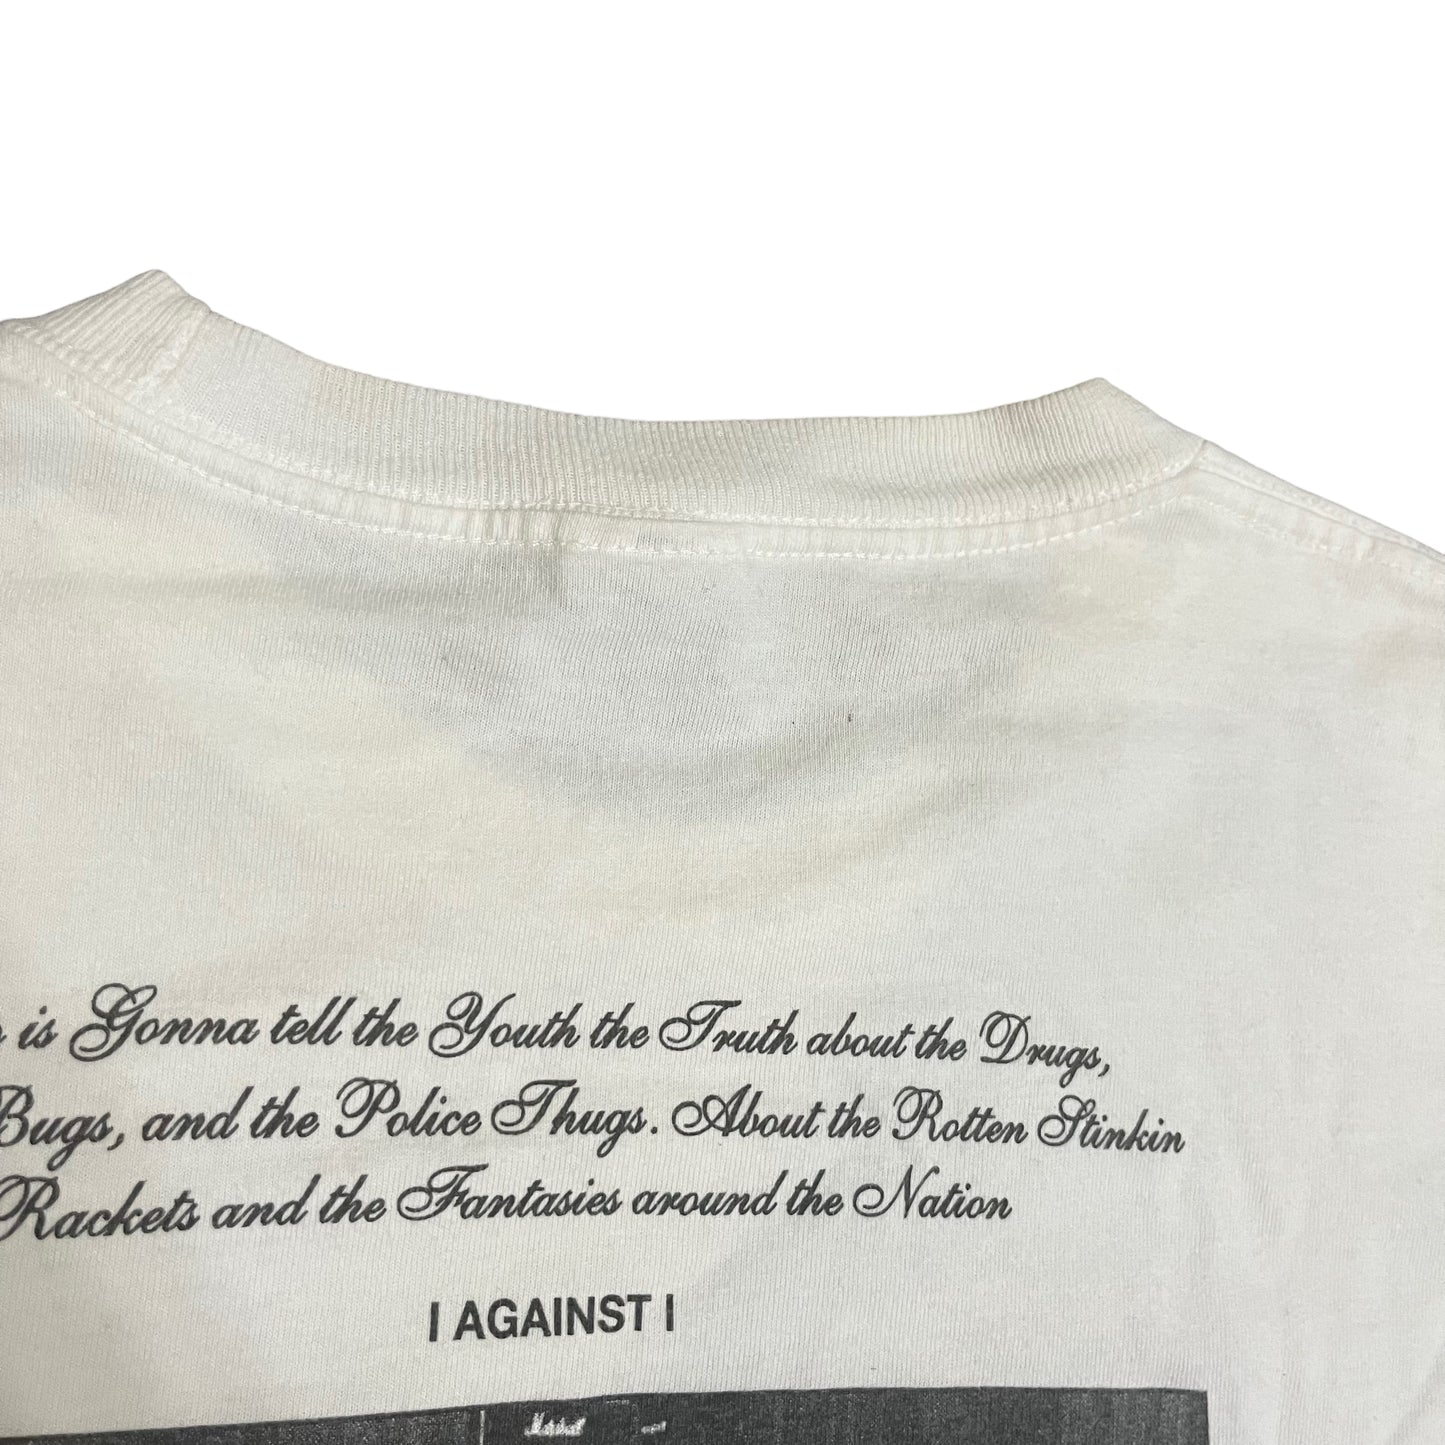 is Gonna tell the Youth the Truth about the Drugs,
Bugs, and the Police Thugs. About the Rotten Stinkin
Rackets and the Fantasies around the Nation
I AGAINST I